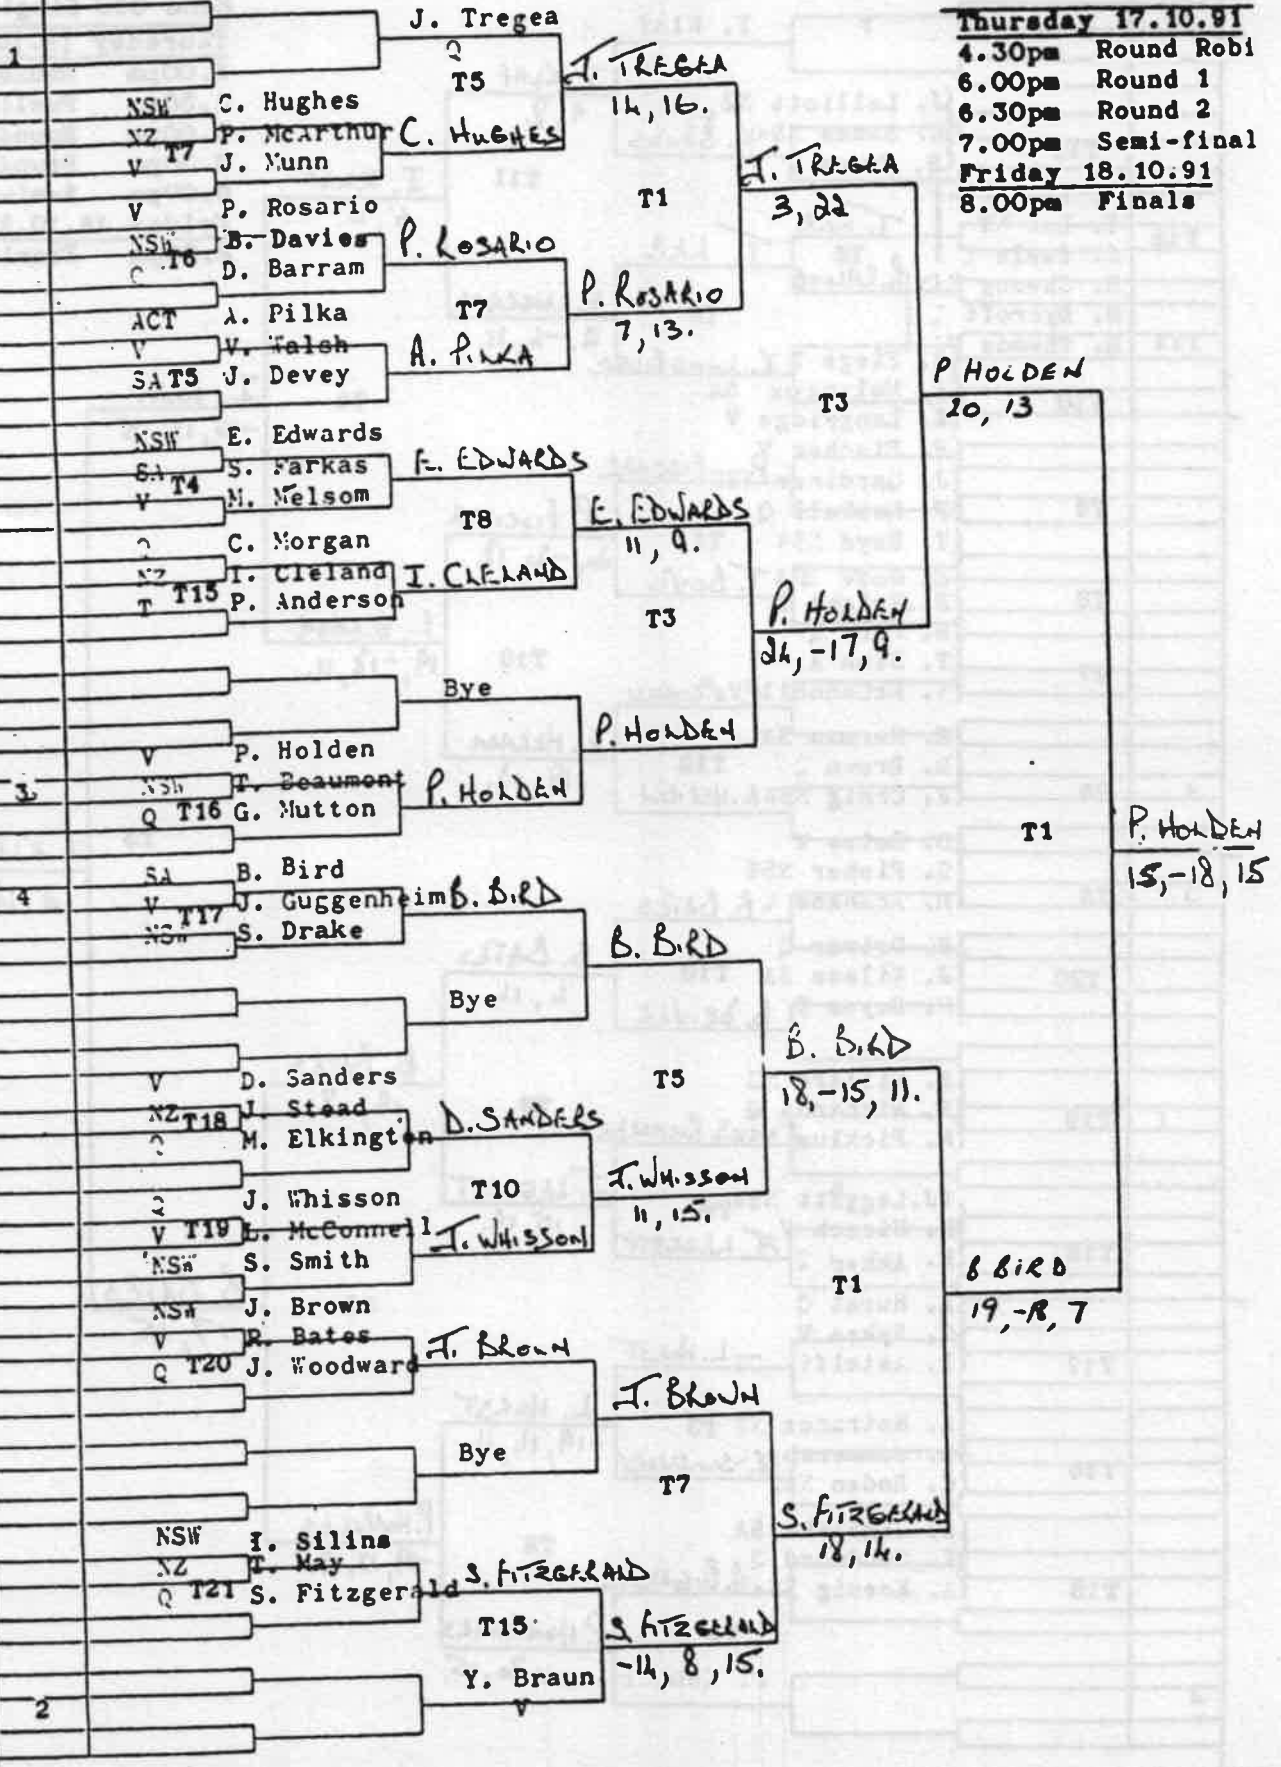 J. Tregea
Q
Thursday 17.10.91
4.30pm Round Robi
6.00pm Round 1
6.30pm Round 2
7.00pm Semi-final
Friday 18.10.91
8.00pm Finals
1
T5
J. TREGEA
14, 16.
NSW C. Hughes
NZ P. McArthur
T7
V J. Munn
C. HUGHES
J. TREGEA
3, 22
T1
V P. Rosario
NSW B. Davies
T6
D. Barram
P. ROSARIO
ACT A. Pilka
T7
P. ROSARIO
7, 13.
V V. Walsh
SA T5 J. Devey
A. PILKA
P HOLDEN
20, 13
T3
NSW E. Edwards
SA S. Farkas
T4
V M. Melsom
E. EDWARDS
T8
E. EDWARDS
11, 9.
Q C. Morgan
NZ I. Cleland
T T15 P. Anderson
I. CLELAND
T3
P. HOLDEN
24, -17, 9.
Bye
P. HOLDEN
V P. Holden
3 NSW T. Beaumont
Q T16 G. Mutton
P. HOLDEN
T1
P. HOLDEN
15, -18, 15
SA B. Bird
4 V J. Guggenheim
T17
NSW S. Drake
B. BIRD
B. BIRD
Bye
B. BIRD
18, -15, 11.
T5
V D. Sanders
NZ J. Stead
T18
Q M. Elkington
D. SANDERS
T10
J. WHISSON
11, 15.
Q J. Whisson
V T19 L. McConnell
NSW S. Smith
J. WHISSON
T1
B BIRD
19, -18, 7
NSW J. Brown
V R. Bates
Q T20 J. Woodward
J. BROWN
J. BROWN
Bye
T7
S. FITZGERALD
18, 14.
NSW I. Silins
NZ T. May
Q T21 S. Fitzgerald
S. FITZGERALD
T15
S FITZGERALD
-14, 8, 15.
Y. Braun
V
2